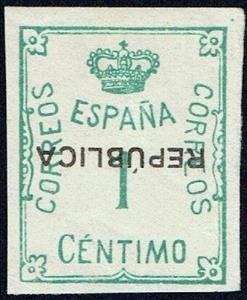 ESPAÑA
CORREOS
CORREOS
REPÚBLICA
1
CÉNTIMO